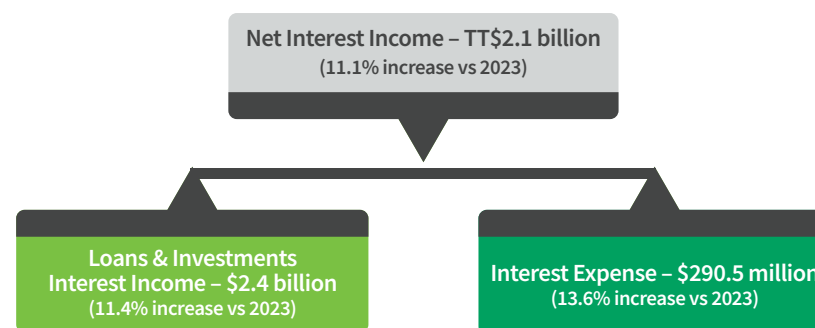 Net Interest Income – TT$2.1 billion
(11.1% increase vs 2023)
Loans & Investments
Interest Income – $2.4 billion
(11.4% increase vs 2023)
Interest Expense – $290.5 million
(13.6% increase vs 2023)